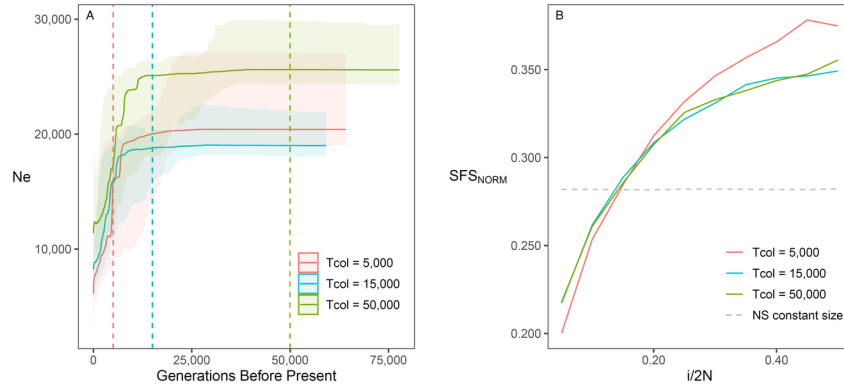 A
30,000
20,000
10,000
Ne
0
25,000
50,000
75,000
Generations Before Present
Tcol = 5,000
Tcol = 15,000
Tcol = 50,000
B
0.350
0.300
0.250
0.200
SFSNORM
0.20
0.40
i/2N
Tcol = 5,000
Tcol = 15,000
Tcol = 50,000
NS constant size